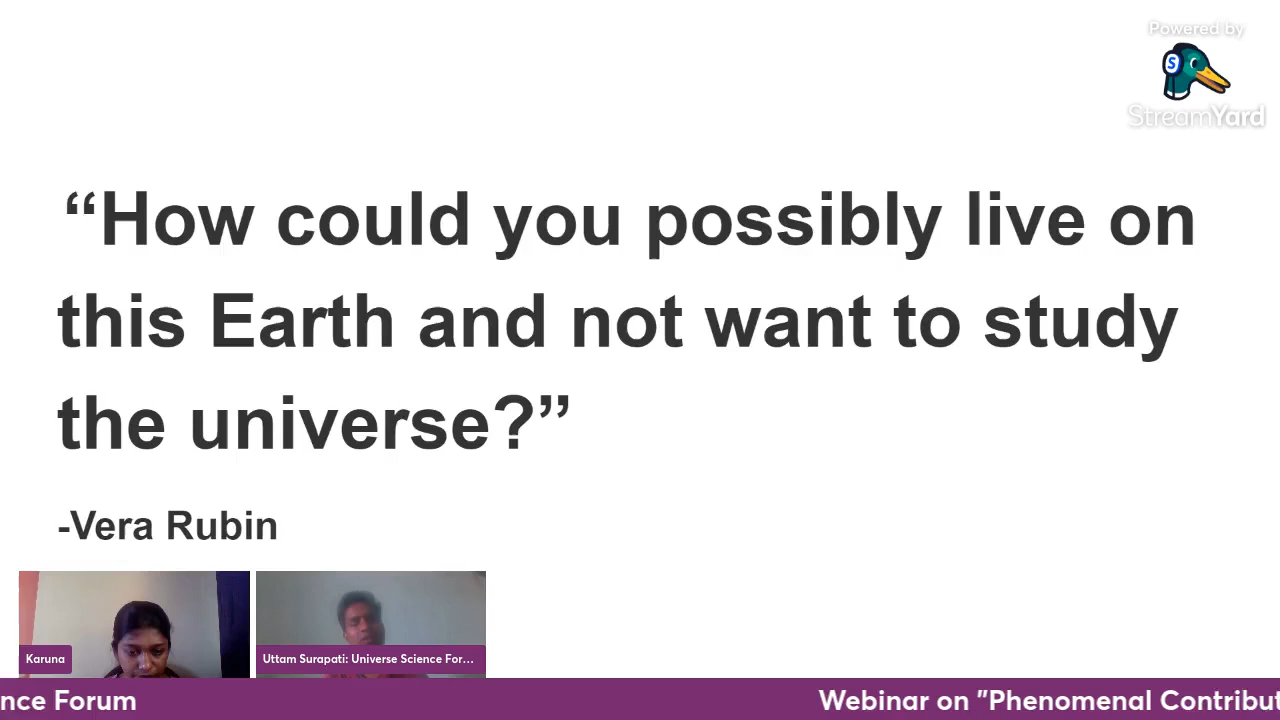 Powered by
S
StreamYard
“How could you possibly live on
this Earth and not want to study
the universe?”
-Vera Rubin
Karuna
Uttam Surapati: Universe Science For...
nce Forum
Webinar on "Phenomenal Contribut